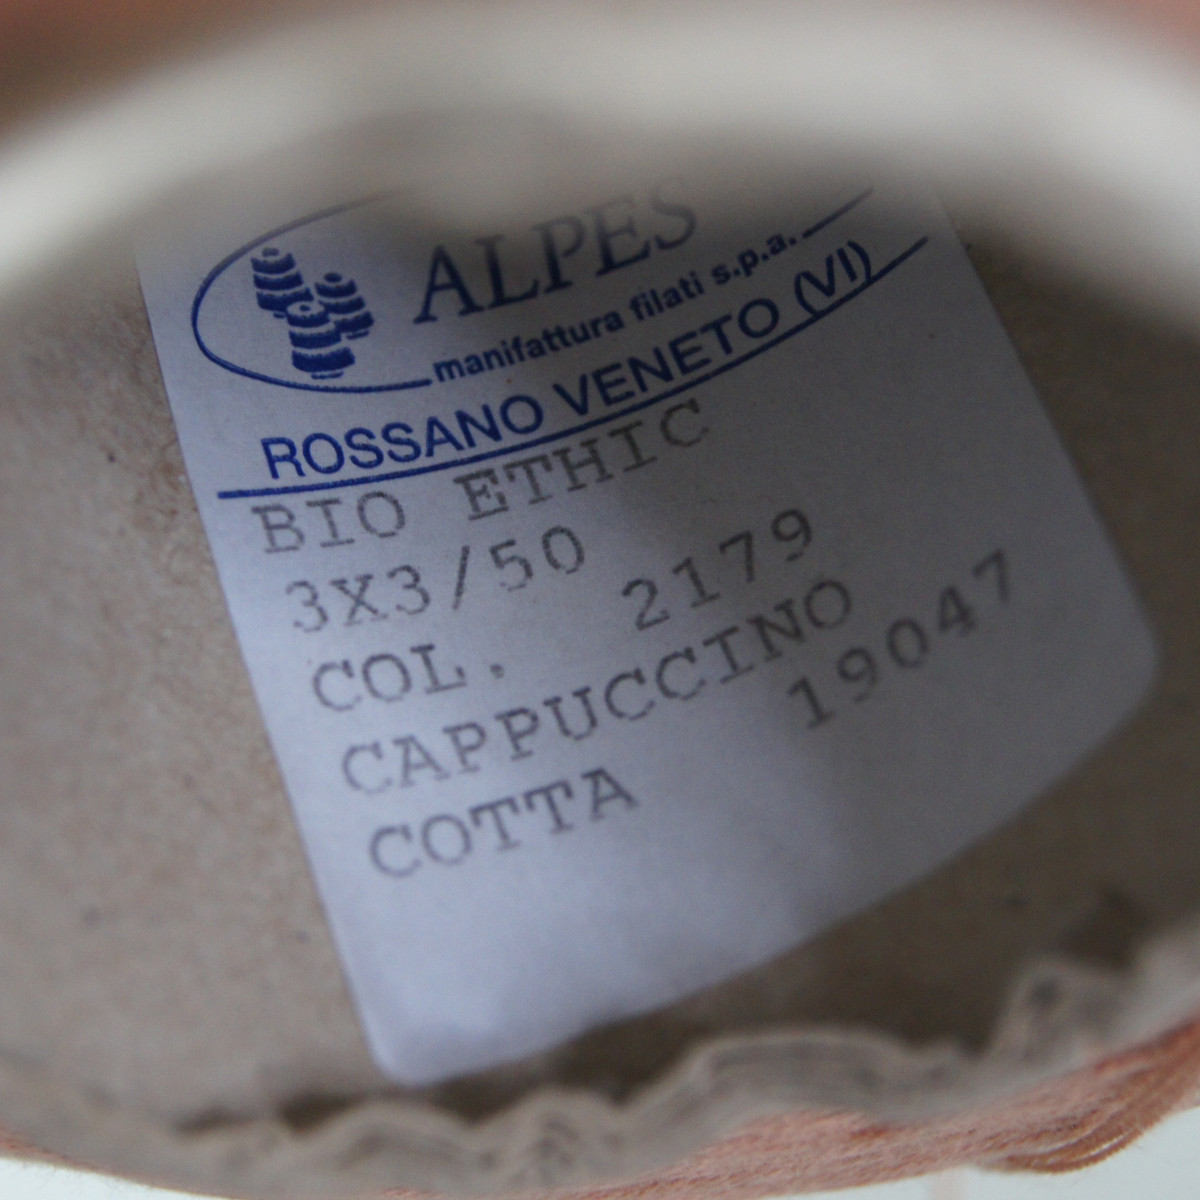 ALPES
manifattura filati s.p.a.
ROSSANO VENETO (VI)
BIO ETHIC
3X3/50
COL. 2179
CAPPUCCINO
COTTA 19047